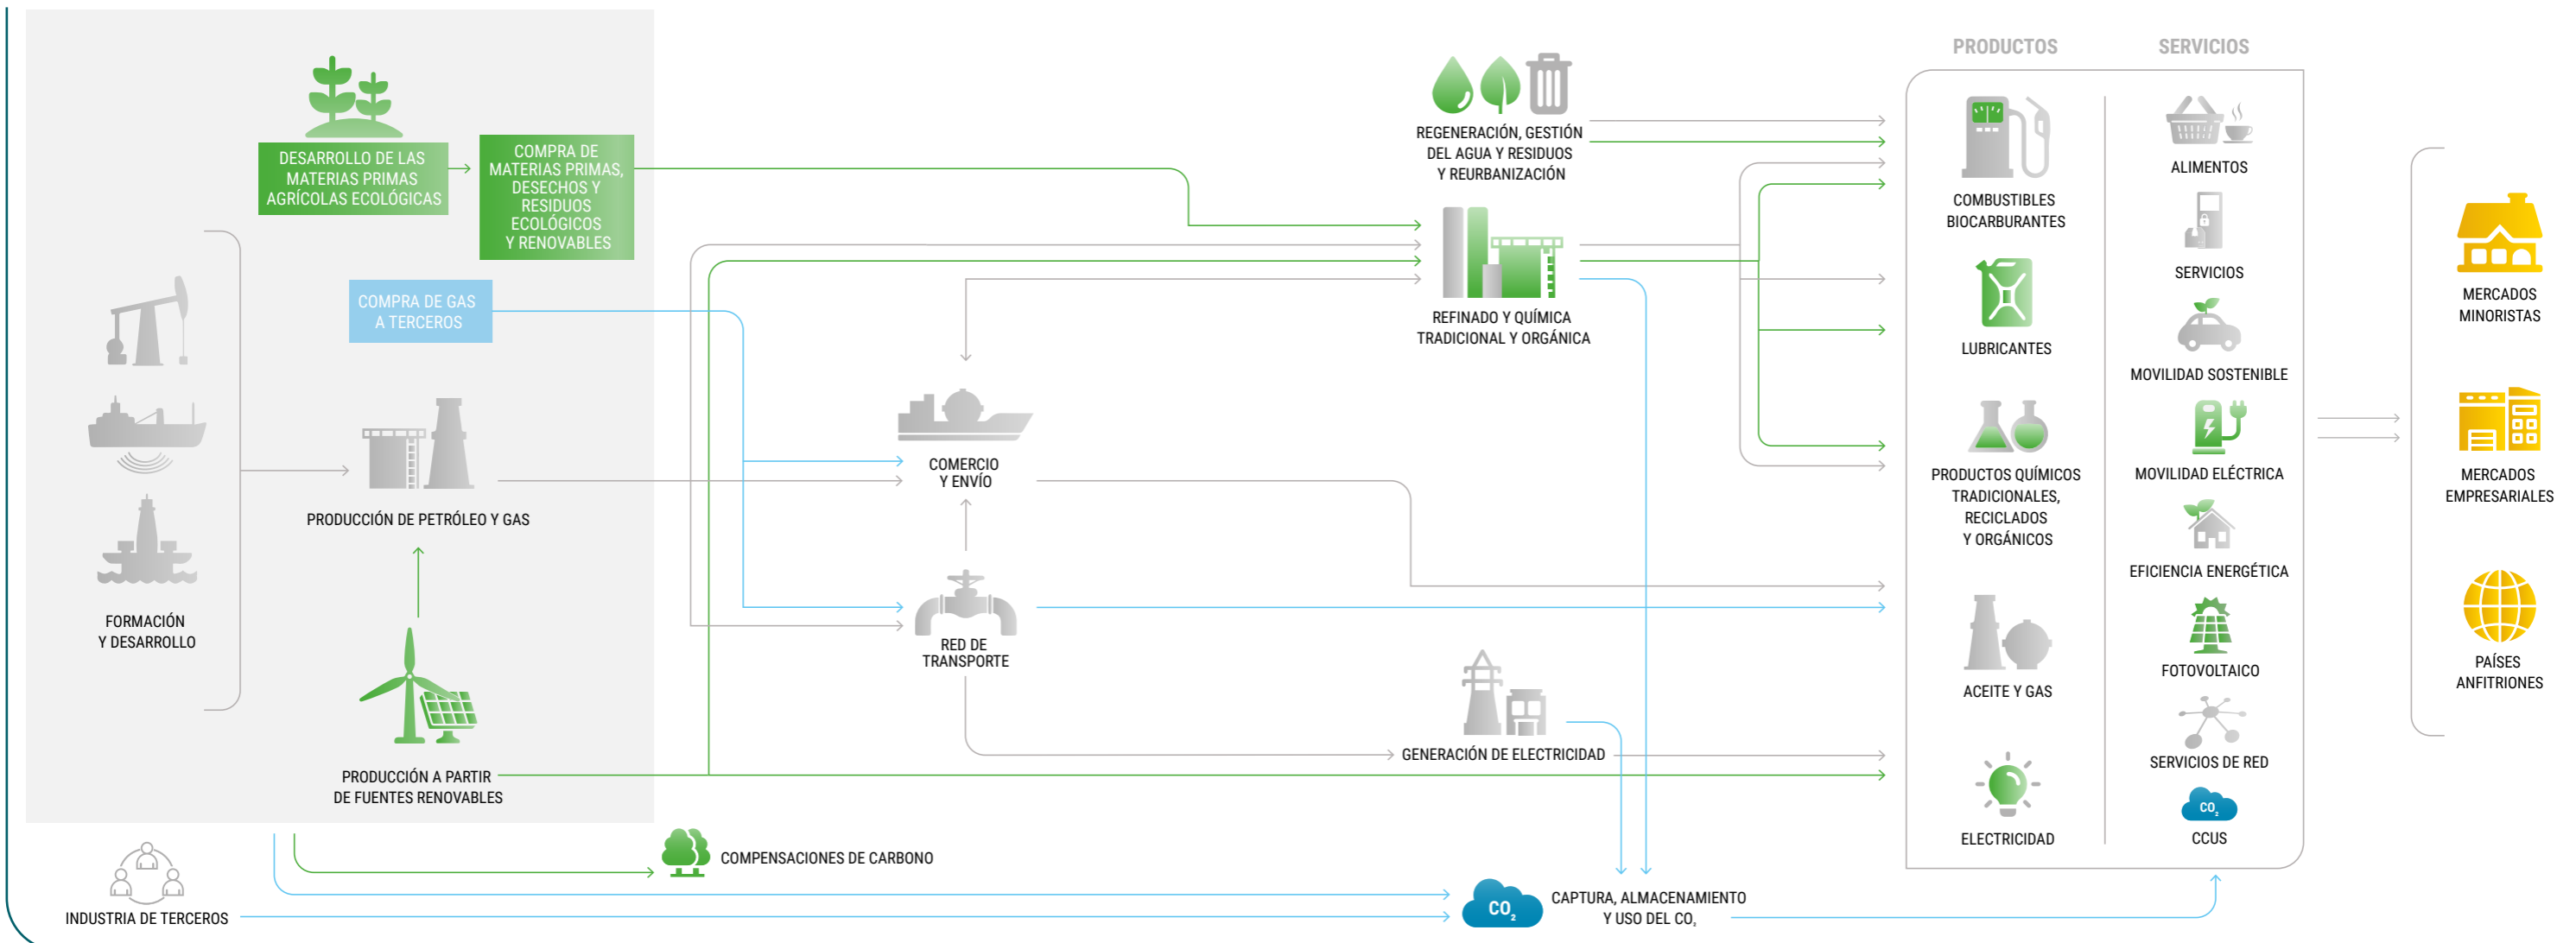 DESARROLLO DE LAS
MATERIAS PRIMAS
AGRÍCOLAS ECOLÓGICAS
COMPRA DE
MATERIAS PRIMAS,
DESECHOS Y
RESIDUOS
ECOLÓGICOS
Y RENOVABLES
COMPRA DE GAS
A TERCEROS
FORMACIÓN
Y DESARROLLO
PRODUCCIÓN DE PETRÓLEO Y GAS
PRODUCCIÓN A PARTIR
DE FUENTES RENOVABLES
INDUSTRIA DE TERCEROS
COMPENSACIONES DE CARBONO
COMERCIO
Y ENVÍO
RED DE
TRANSPORTE
REGENERACIÓN, GESTIÓN
DEL AGUA Y RESIDUOS
Y REURBANIZACIÓN
REFINADO Y QUÍMICA
TRADICIONAL Y ORGÁNICA
GENERACIÓN DE ELECTRICIDAD
CO₂
CAPTURA, ALMACENAMIENTO
Y USO DEL CO₂
PRODUCTOS
COMBUSTIBLES
BIOCARBURANTES
LUBRICANTES
PRODUCTOS QUÍMICOS
TRADICIONALES,
RECICLADOS
Y ORGÁNICOS
ACEITE Y GAS
ELECTRICIDAD
SERVICIOS
ALIMENTOS
SERVICIOS
MOVILIDAD SOSTENIBLE
MOVILIDAD ELÉCTRICA
EFICIENCIA ENERGÉTICA
FOTOVOLTAICO
SERVICIOS DE RED
CO₂
CCUS
MERCADOS
MINORISTAS
MERCADOS
EMPRESARIALES
PAÍSES
ANFITRIONES